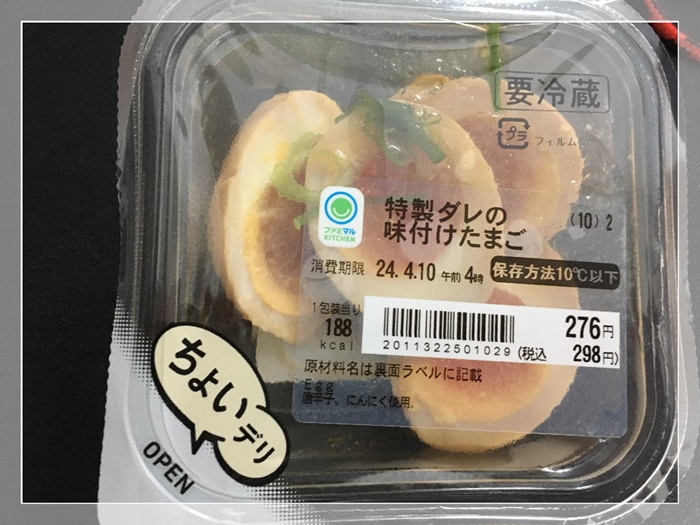 要冷蔵
プラ フィルム
ファミマル
KITCHEN
特製ダレの
味付けたまご
(10) 2
消費期限 24. 4.10 午前 4時
保存方法10℃以下
1包装当り
188
kcal
276円
2011322501029 (税込 298円)
原材料名は裏面ラベルに記載
Egg
唐辛子、にんにく使用。
ちょい
デリ
OPEN